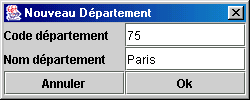 Nouveau Département
Code département 75
Nom département Paris
Annuler Ok